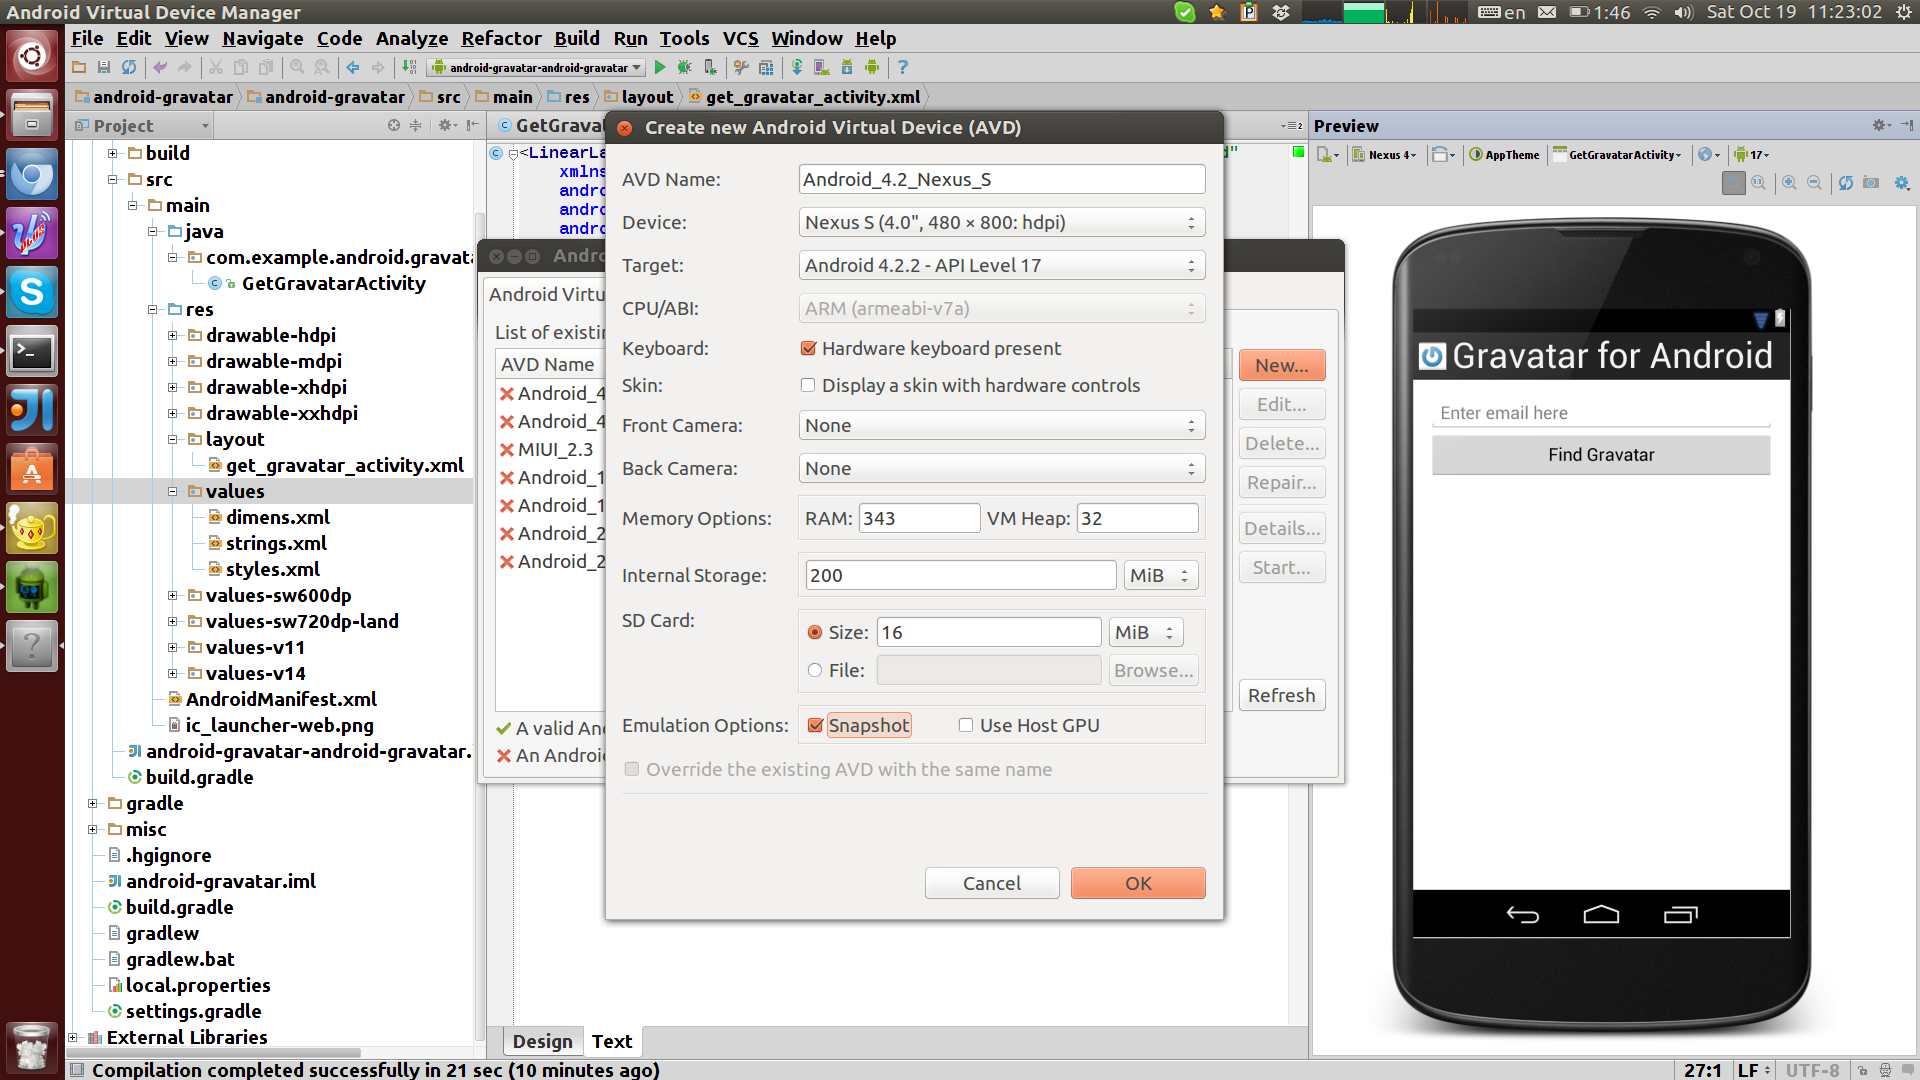 Android Virtual Device Manager
en 1:46 Sat Oct 19 11:23:02
File Edit View Navigate Code Analyze Refactor Build Run Tools VCS Window Help
android-gravatar-android-gravatar
android-gravatar android-gravatar src main res layout get_gravatar_activity.xml
Project
build
src
main
java
com.example.android.gravata
GetGravatarActivity
res
drawable-hdpi
drawable-mdpi
drawable-xhdpi
drawable-xxhdpi
layout
get_gravatar_activity.xml
values
dimens.xml
strings.xml
styles.xml
values-sw600dp
values-sw720dp-land
values-v11
values-v14
AndroidManifest.xml
ic_launcher-web.png
android-gravatar-android-gravatar.
build.gradle
gradle
misc
.hgignore
android-gravatar.iml
build.gradle
gradlew
gradlew.bat
local.properties
settings.gradle
External Libraries
GetGrava
<LinearLa
xmlns
andro
andro
andro
Design Text
Andro
Android Virtu
List of existin
AVD Name
Android_4
Android_4
MIUI_2.3
Android_1
Android_1
Android_2
Android_2
A valid And
An Android
New...
Edit...
Delete...
Repair...
Details...
Start...
Refresh
Create new Android Virtual Device (AVD)
AVD Name: Android_4.2_Nexus_S
Device: Nexus S (4.0", 480 × 800: hdpi)
Target: Android 4.2.2 - API Level 17
CPU/ABI: ARM (armeabi-v7a)
Keyboard: Hardware keyboard present
Skin: Display a skin with hardware controls
Front Camera: None
Back Camera: None
Memory Options: RAM: 343 VM Heap: 32
Internal Storage: 200 MiB
SD Card:
Size: 16 MiB
File: Browse...
Emulation Options: Snapshot Use Host GPU
Override the existing AVD with the same name
Cancel OK
Preview
Nexus 4 AppTheme GetGravatarActivity 17
Gravatar for Android
Enter email here
Find Gravatar
Compilation completed successfully in 21 sec (10 minutes ago)
27:1 LF UTF-8